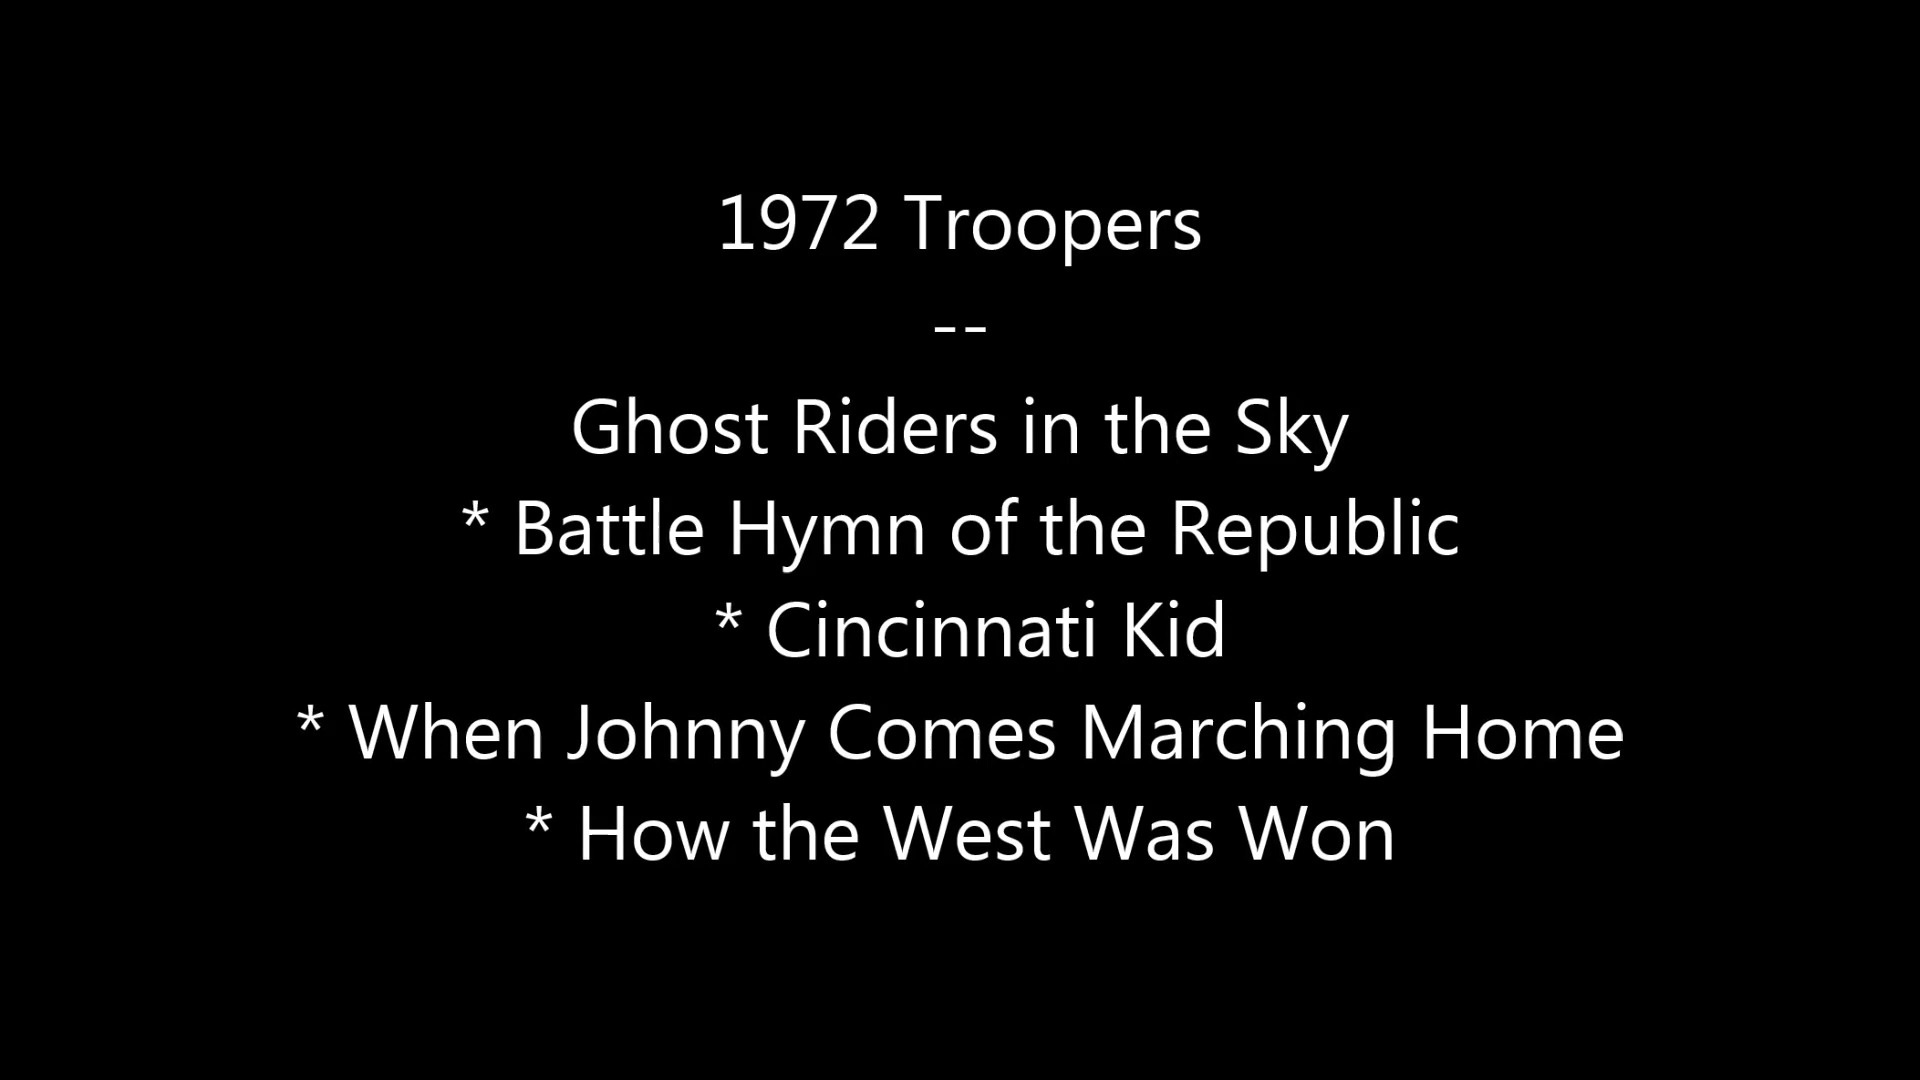 1972 Troopers
--
Ghost Riders in the Sky
* Battle Hymn of the Republic
* Cincinnati Kid
* When Johnny Comes Marching Home
* How the West Was Won